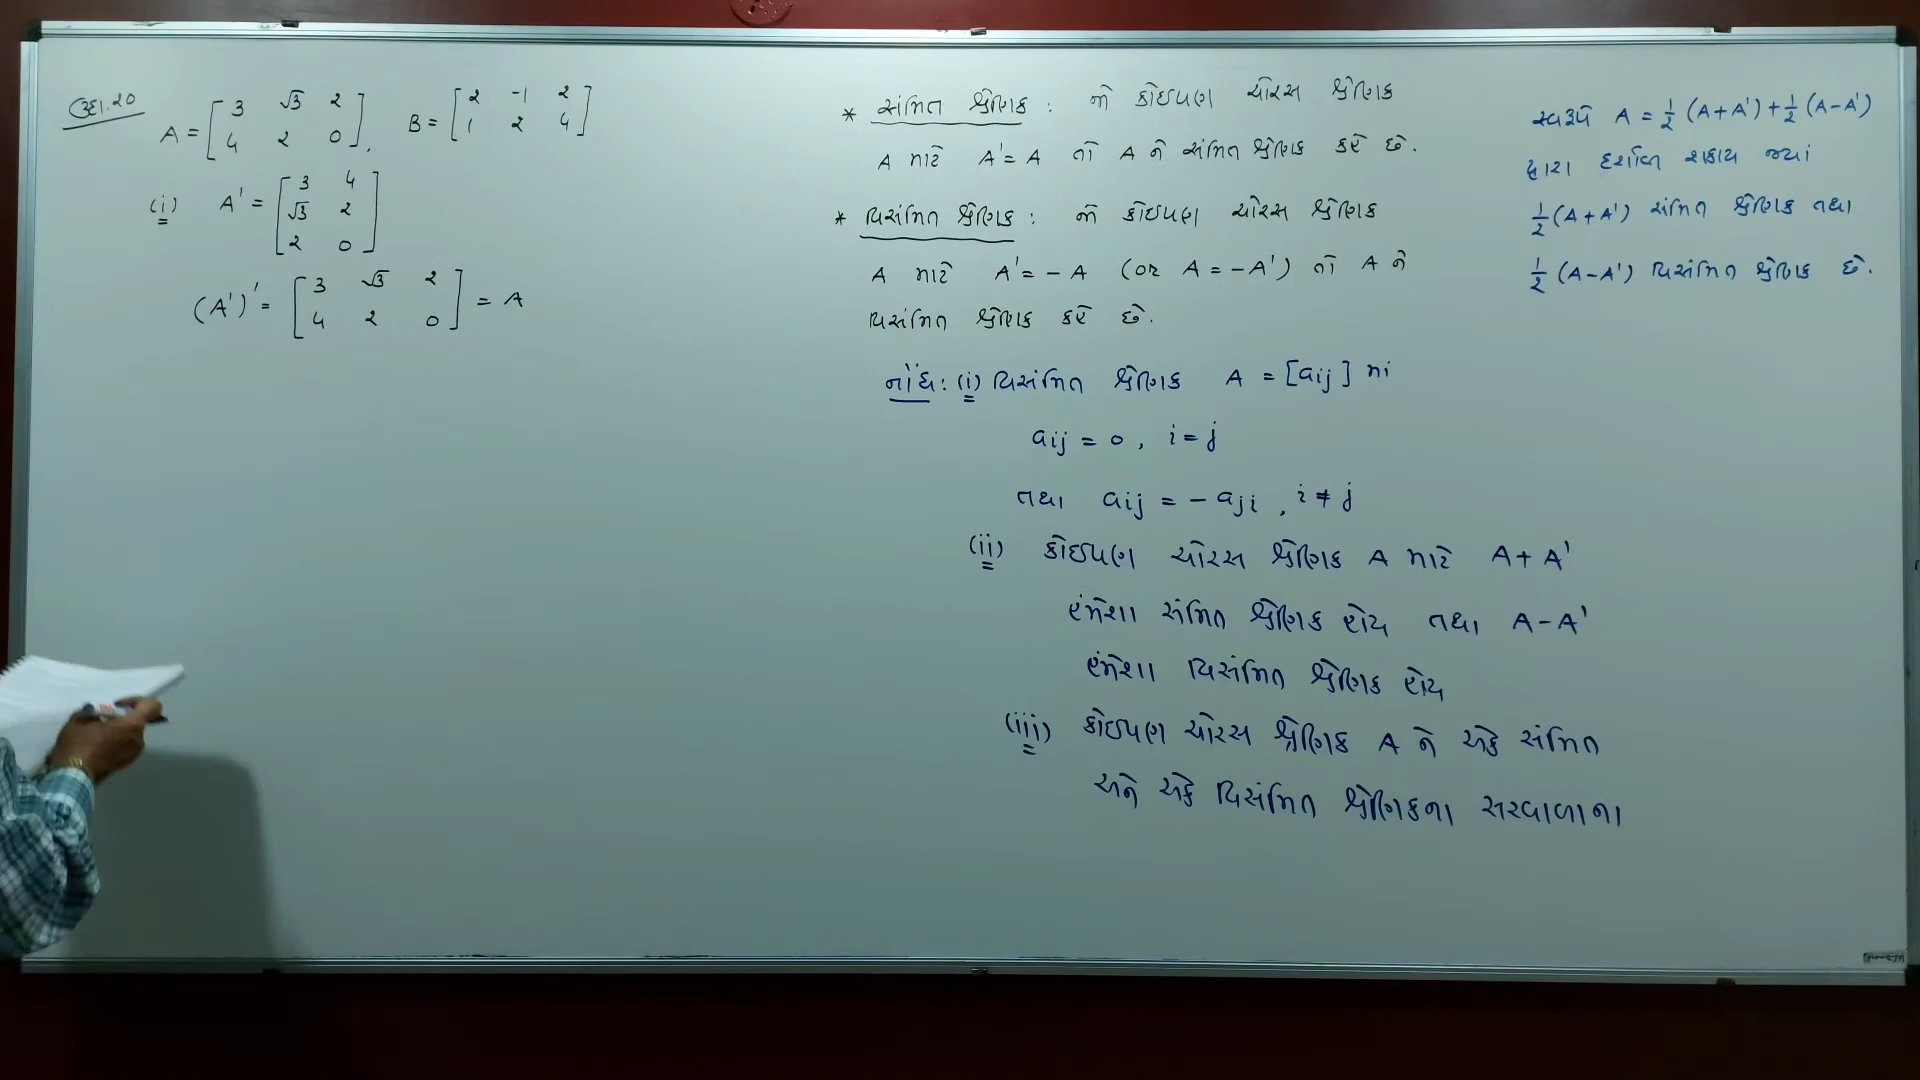 ઉદા.20
A = [ 3 √3 2
4 2 0 ], B = [ 2 -1 2
1 2 4 ]
(i) A' = [ 3 4
√3 2
2 0 ]
(A')' = [ 3 √3 2
4 2 0 ] = A
* સંમિત શ્રેણિક : જો કોઈપણ ચોરસ શ્રેણિક
A માટે A' = A તો A ને સંમિત શ્રેણિક કહે છે.
* વિસંમિત શ્રેણિક : જો કોઈપણ ચોરસ શ્રેણિક
A માટે A' = - A (or A = - A') તો A ને
વિસંમિત શ્રેણિક કહે છે.
નોંધ : (i) વિસંમિત શ્રેણિક A = [aij] માં
aij = 0 , i = j
તથા aij = - aji , i ≠ j
(ii) કોઈપણ ચોરસ શ્રેણિક A માટે A + A'
હંમેશા સંમિત શ્રેણિક હોય તથા A - A'
હંમેશા વિસંમિત શ્રેણિક હોય
(iii) કોઈપણ ચોરસ શ્રેણિક A ને એક સંમિત
અને એક વિસંમિત શ્રેણિકના સરવાળાના
સ્વરૂપે A = 1/2 (A + A') + 1/2 (A - A')
દ્વારા દર્શાવી શકાય જ્યાં
1/2 (A + A') સંમિત શ્રેણિક તથા
1/2 (A - A') વિસંમિત શ્રેણિક છે.